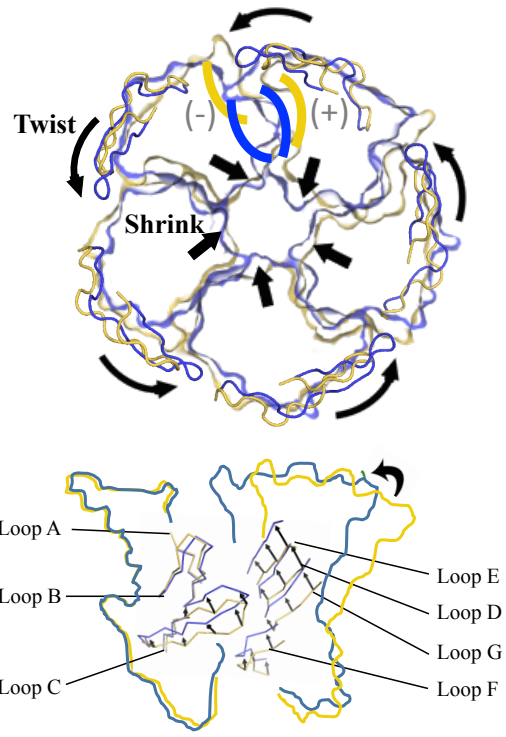 (-)
(+)
Twist
Shrink
Loop A
Loop E
Loop D
Loop B
Loop G
Loop C
Loop F